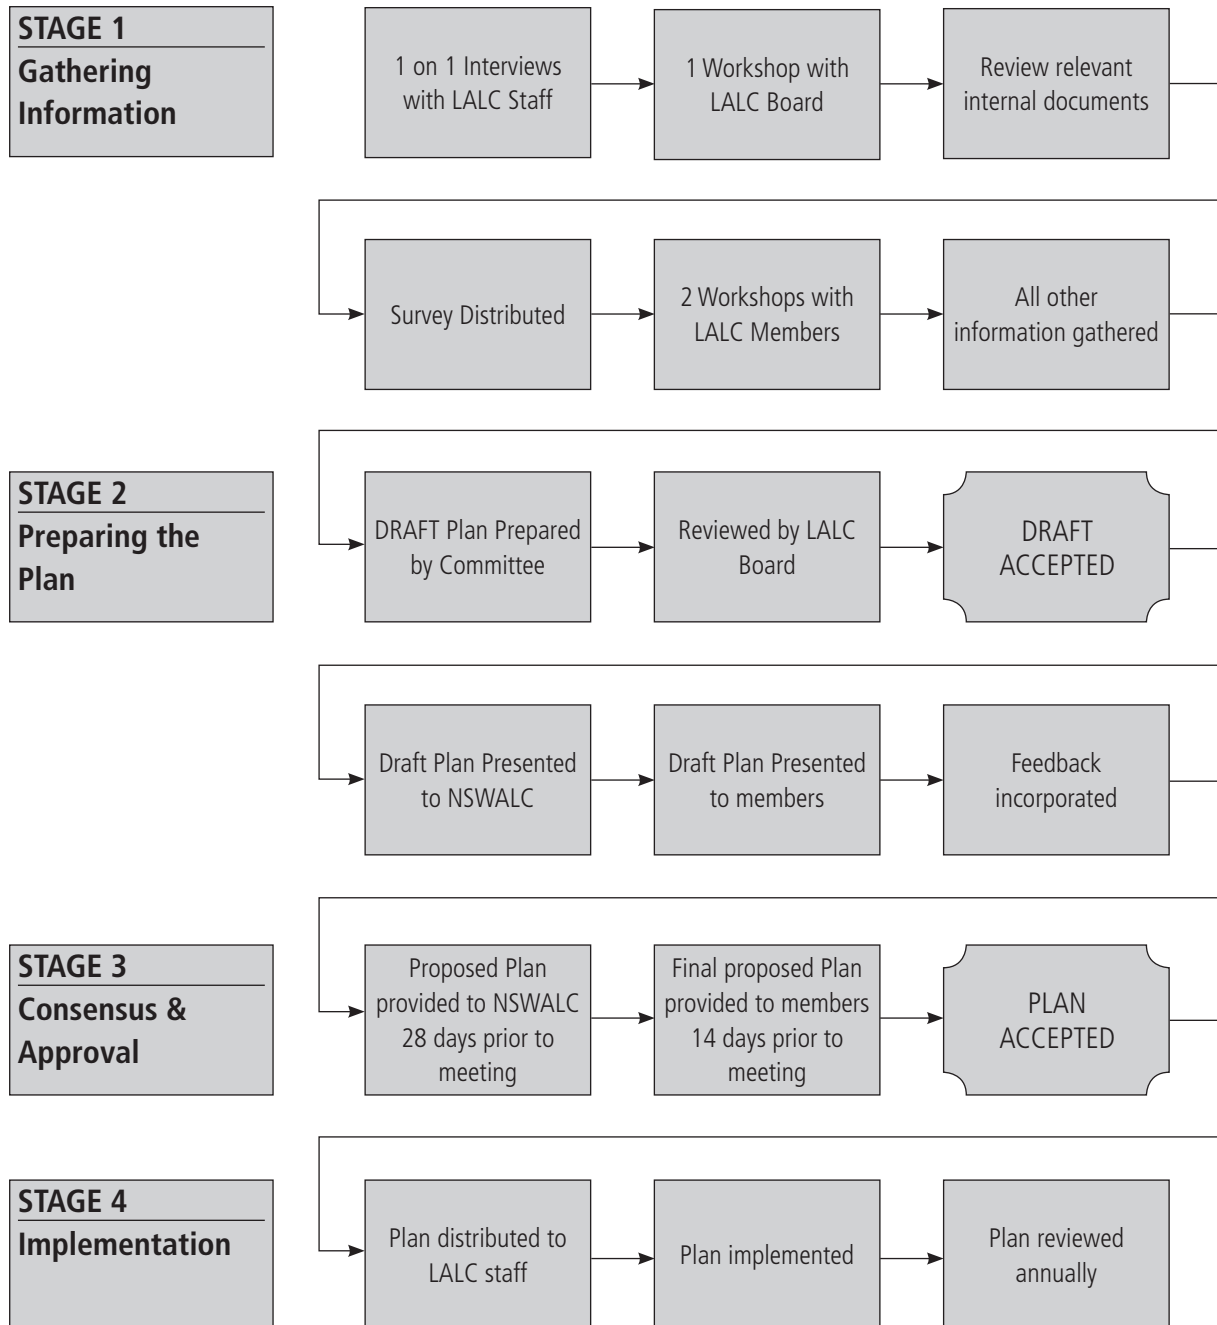 STAGE 1
Gathering
Information
1 on 1 Interviews
with LALC Staff
1 Workshop with
LALC Board
Review relevant
internal documents
Survey Distributed
2 Workshops with
LALC Members
All other
information gathered
STAGE 2
Preparing the
Plan
DRAFT Plan Prepared
by Committee
Reviewed by LALC
Board
DRAFT
ACCEPTED
Draft Plan Presented
to NSWALC
Draft Plan Presented
to members
Feedback
incorporated
STAGE 3
Consensus &
Approval
Proposed Plan
provided to NSWALC
28 days prior to
meeting
Final proposed Plan
provided to members
14 days prior to
meeting
PLAN
ACCEPTED
STAGE 4
Implementation
Plan distributed to
LALC staff
Plan implemented
Plan reviewed
annually